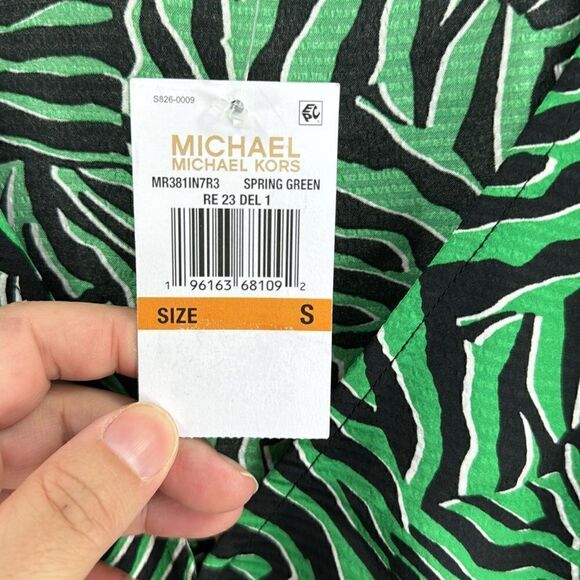 S826-0009
MICHAEL
MICHAEL KORS
MR381IN7R3 SPRING GREEN
RE 23 DEL 1
1 96163 68109 2
SIZE S